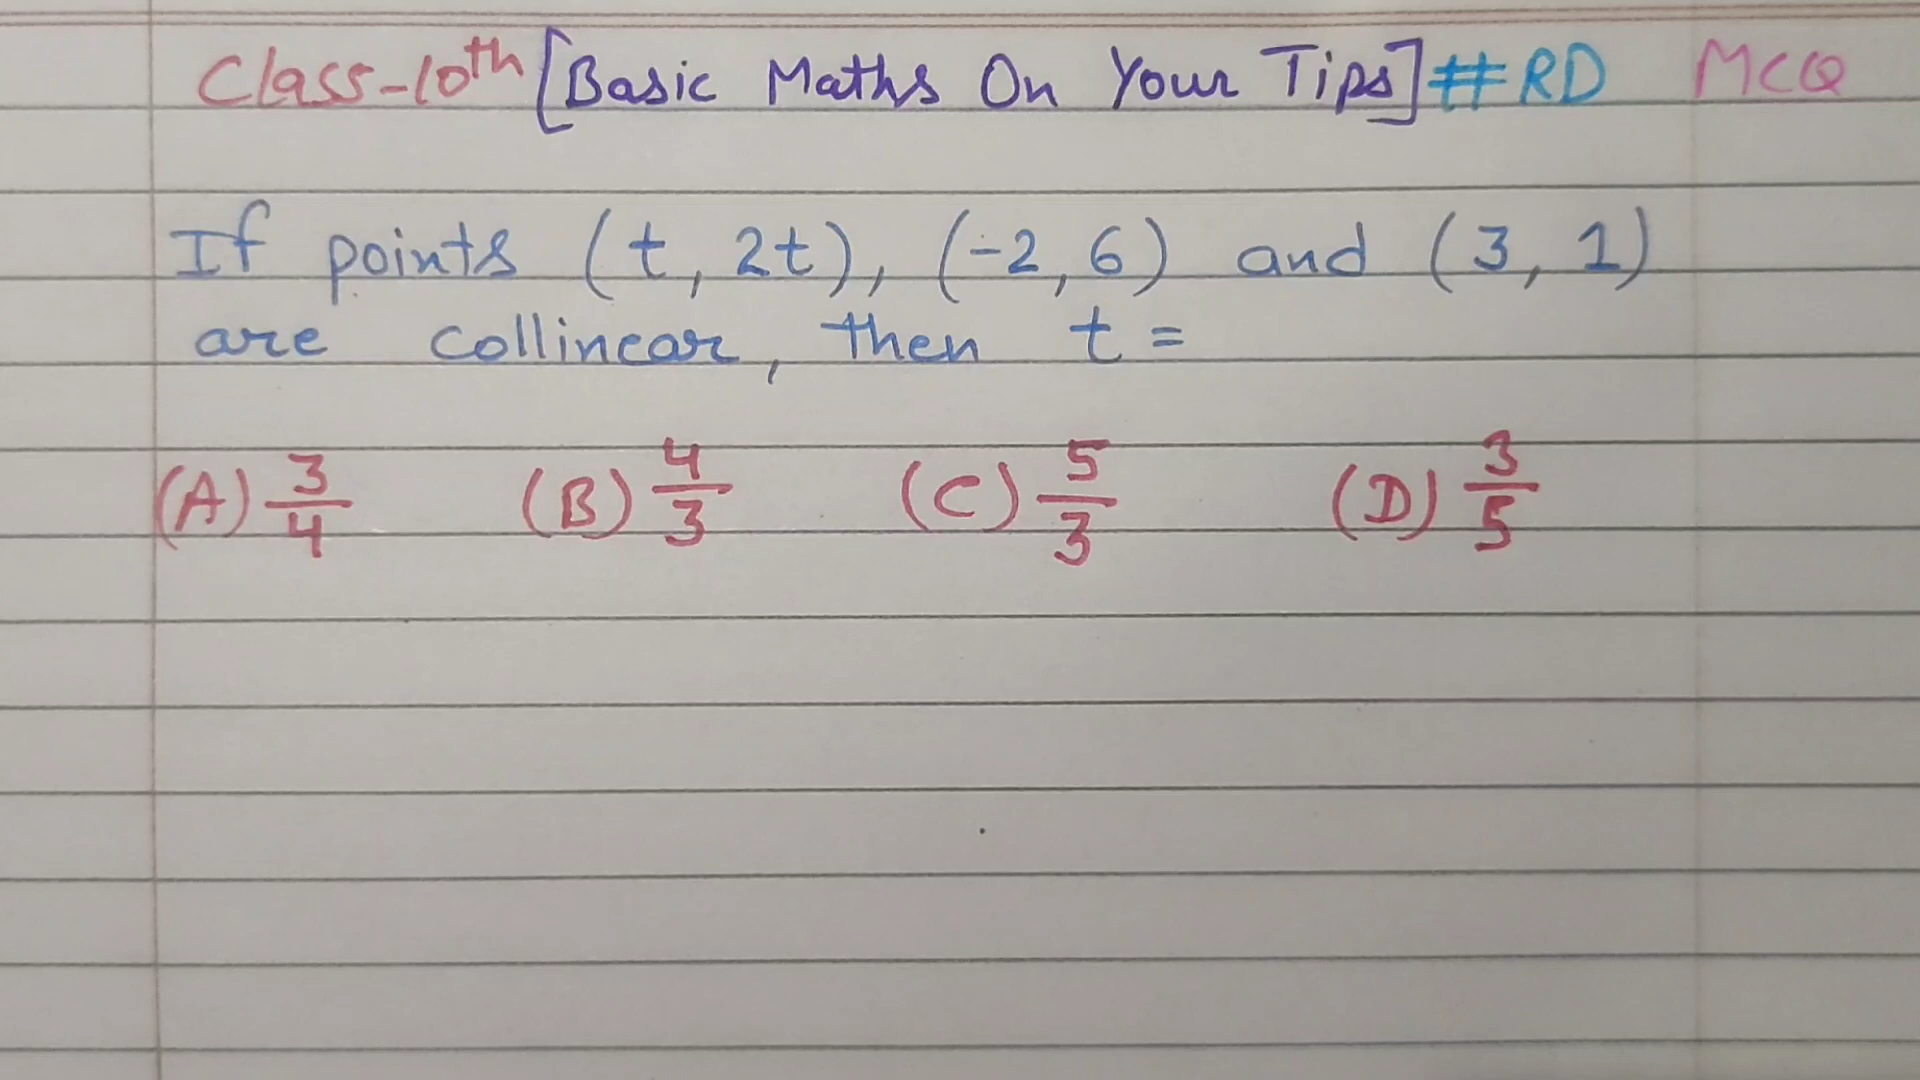 Class-10th [Basic Maths On Your Tips] #RD MCQ
If points (t, 2t), (-2, 6) and (3, 1)
are collinear, then t =
(A) 3/4 (B) 4/3 (C) 5/3 (D) 3/5